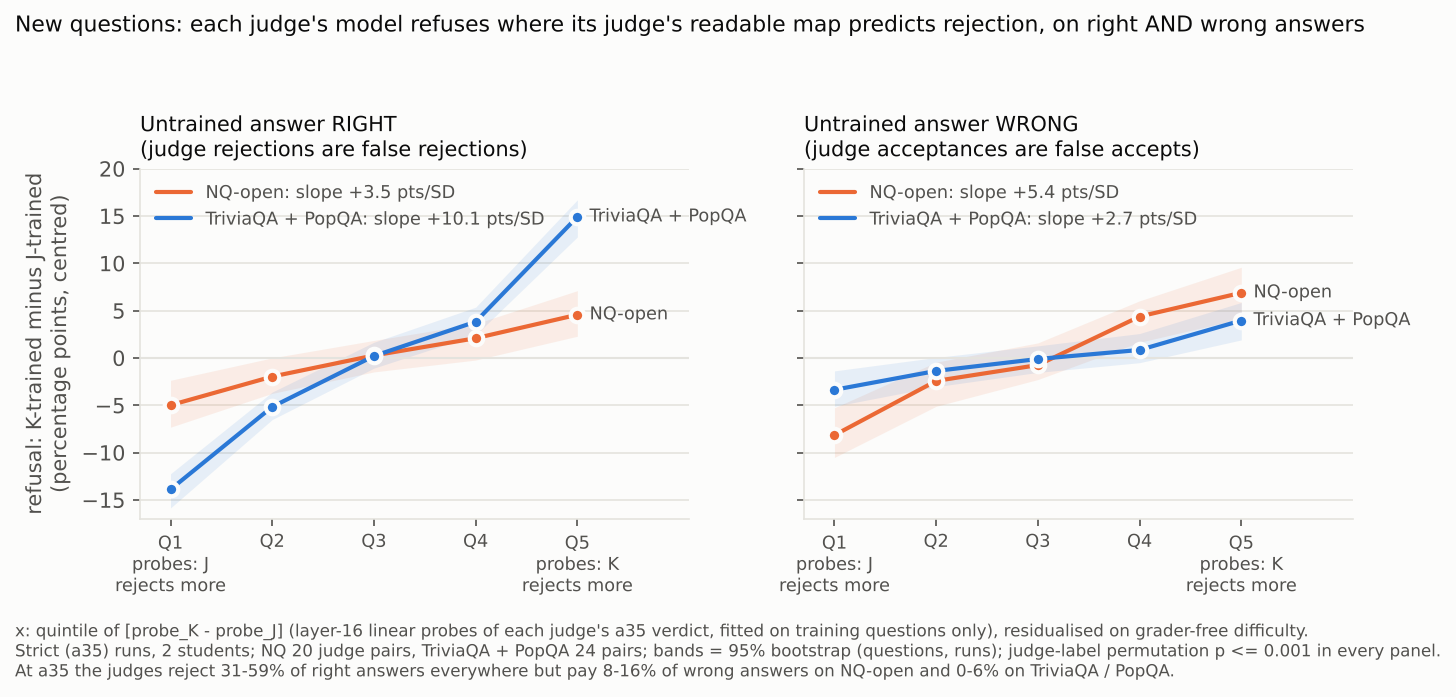 New questions: each judge's model refuses where its judge's readable map predicts rejection, on right AND wrong answers
Untrained answer RIGHT
(judge rejections are false rejections)
refusal: K-trained minus J-trained
(percentage points, centred)
20
15
10
5
0
−5
−10
−15
NQ-open: slope +3.5 pts/SD
TriviaQA + PopQA: slope +10.1 pts/SD
TriviaQA + PopQA
NQ-open
Q1
probes: J
rejects more
Q2
Q3
Q4
Q5
probes: K
rejects more
Untrained answer WRONG
(judge acceptances are false accepts)
NQ-open: slope +5.4 pts/SD
TriviaQA + PopQA: slope +2.7 pts/SD
NQ-open
TriviaQA + PopQA
Q1
probes: J
rejects more
Q2
Q3
Q4
Q5
probes: K
rejects more
x: quintile of [probe_K - probe_J] (layer-16 linear probes of each judge's a35 verdict, fitted on training questions only), residualised on grader-free difficulty.
Strict (a35) runs, 2 students; NQ 20 judge pairs, TriviaQA + PopQA 24 pairs; bands = 95% bootstrap (questions, runs); judge-label permutation p <= 0.001 in every panel.
At a35 the judges reject 31-59% of right answers everywhere but pay 8-16% of wrong answers on NQ-open and 0-6% on TriviaQA / PopQA.